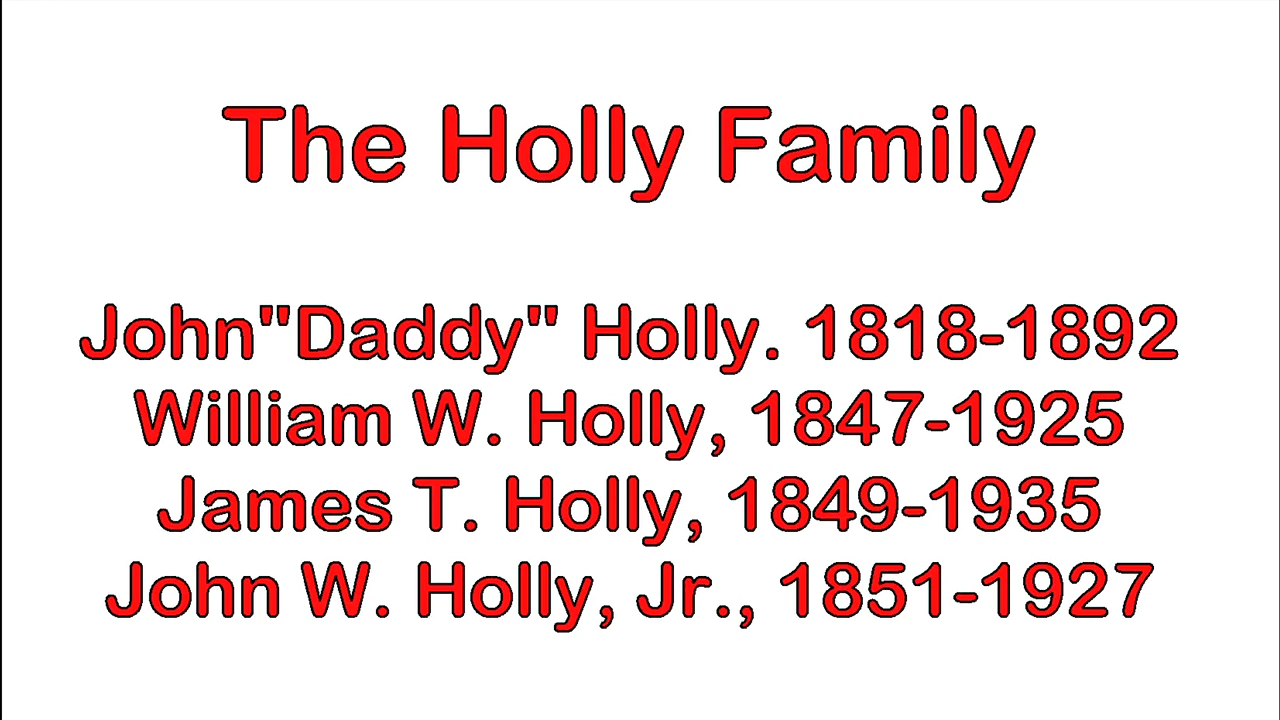 The Holly Family
John"Daddy" Holly. 1818-1892
William W. Holly, 1847-1925
James T. Holly, 1849-1935
John W. Holly, Jr., 1851-1927